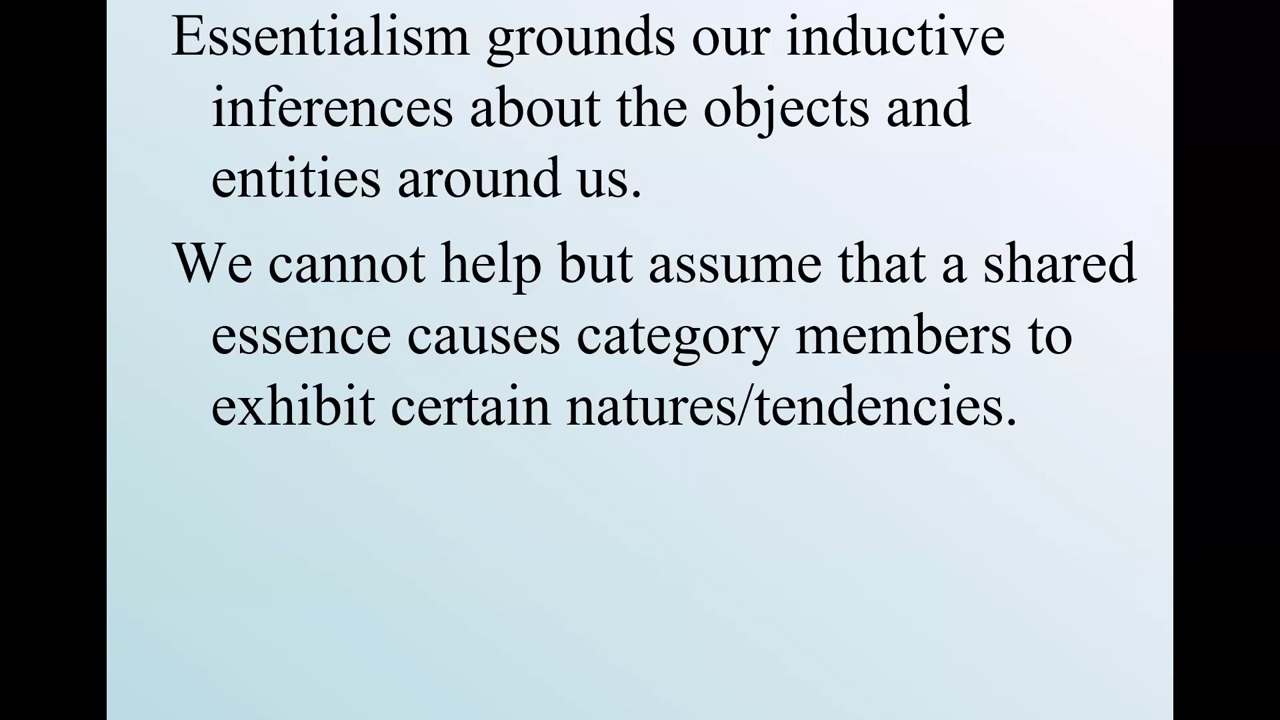 Essentialism grounds our inductive
inferences about the objects and
entities around us.
We cannot help but assume that a shared
essence causes category members to
exhibit certain natures/tendencies.